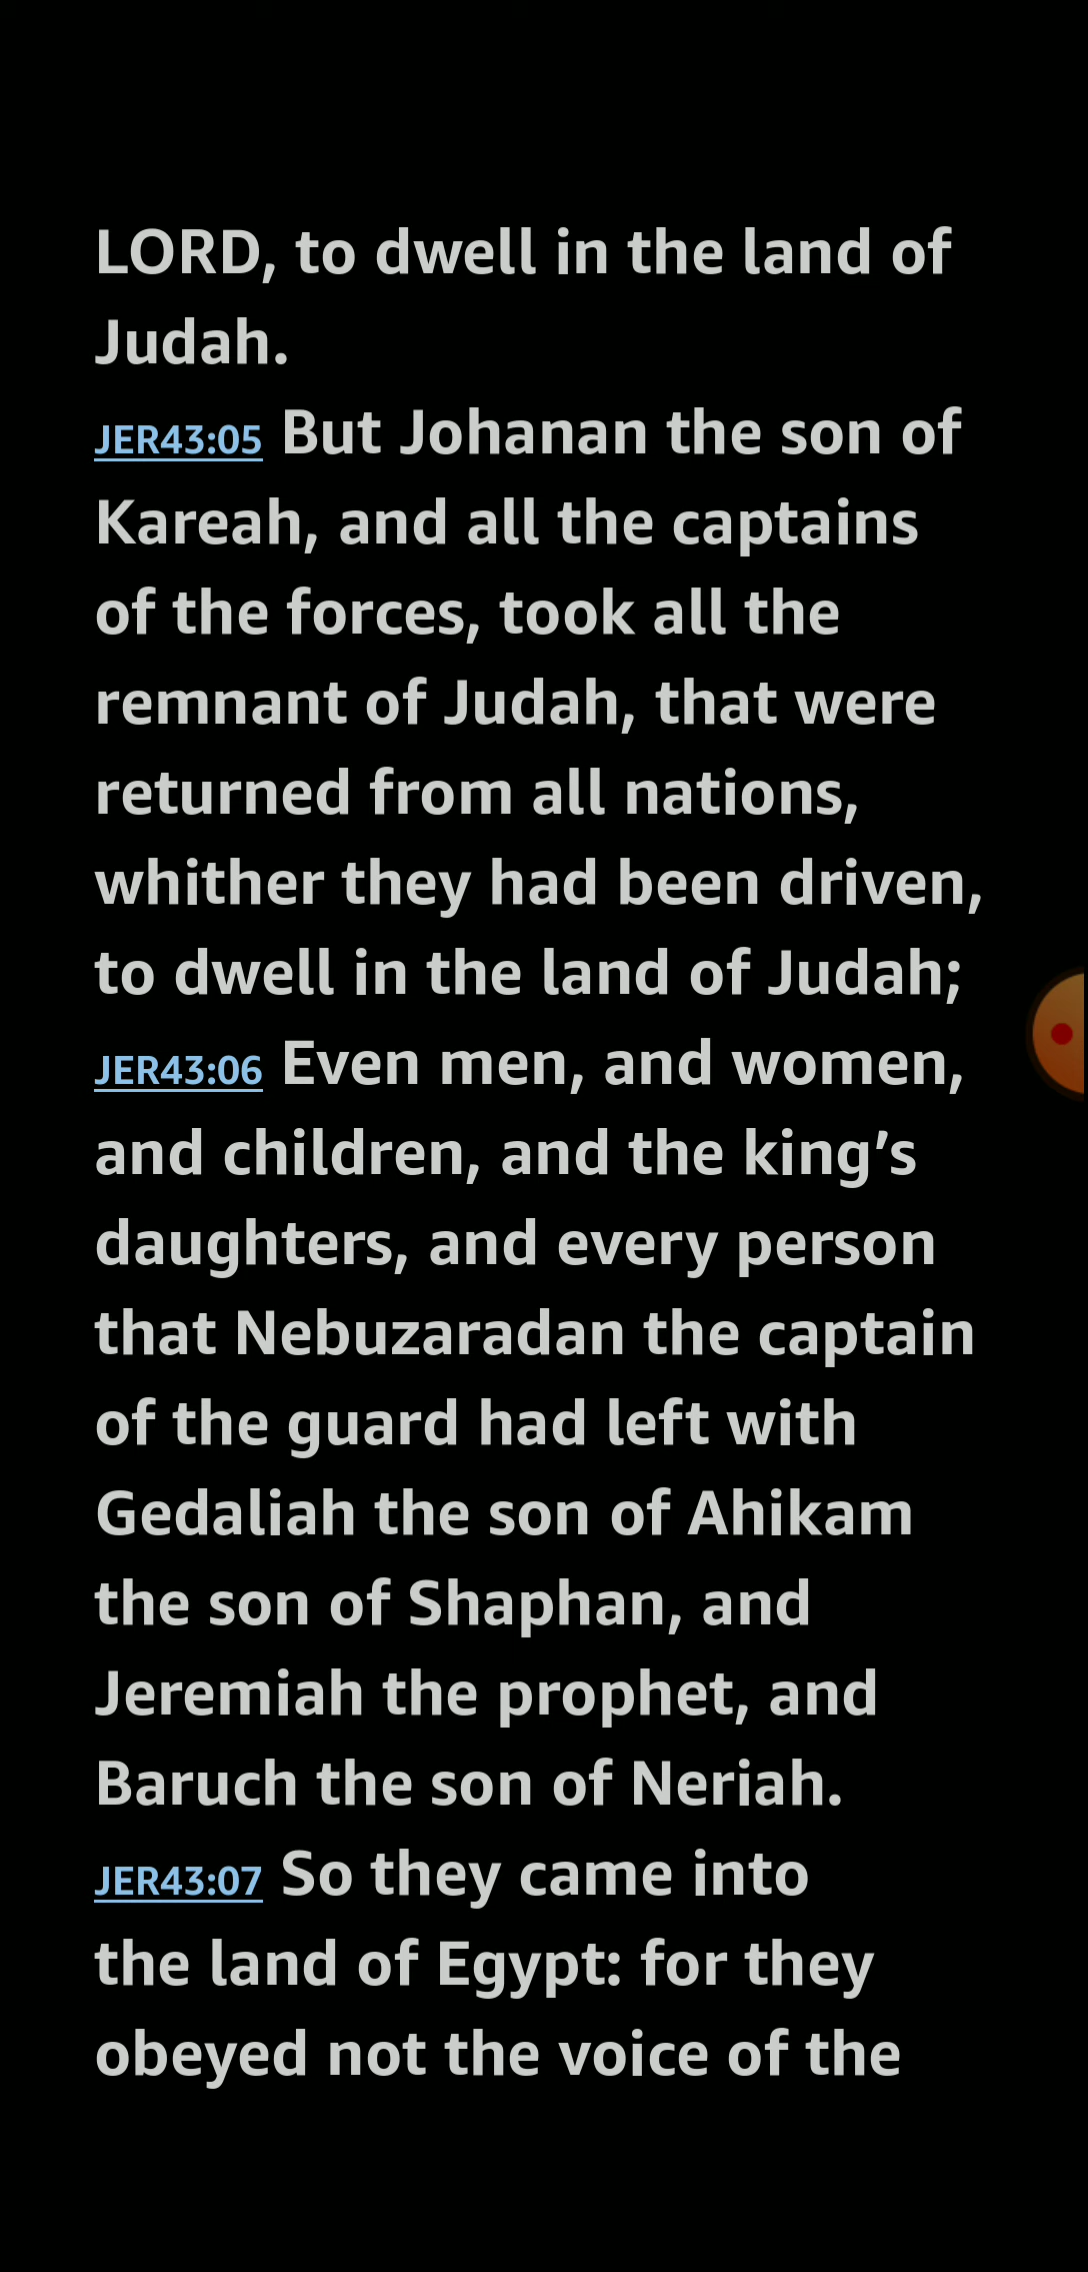 LORD, to dwell in the land of
Judah.
JER43:05 But Johanan the son of
Kareah, and all the captains
of the forces, took all the
remnant of Judah, that were
returned from all nations,
whither they had been driven,
to dwell in the land of Judah;
JER43:06 Even men, and women,
and children, and the king’s
daughters, and every person
that Nebuzaradan the captain
of the guard had left with
Gedaliah the son of Ahikam
the son of Shaphan, and
Jeremiah the prophet, and
Baruch the son of Neriah.
JER43:07 So they came into
the land of Egypt: for they
obeyed not the voice of the